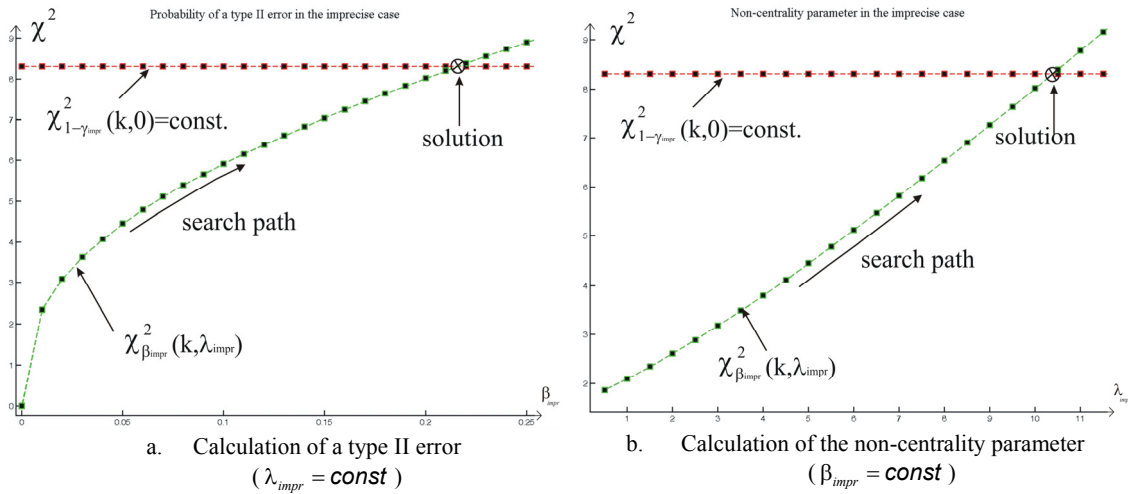 Probability of a type II error in the imprecise case
χ²
9
8
7
6
5
4
3
2
1
0
χ²₁₋γᵢₘₚᵣ (k,0)=const.
solution
search path
χ²βᵢₘₚᵣ (k,λᵢₘₚᵣ)
0
0.05
0.1
0.15
0.2
0.25
βᵢₘₚᵣ
a. Calculation of a type II error
( λᵢₘₚᵣ = const )
Non-centrality parameter in the imprecise case
χ²
9
8
7
6
5
4
3
2
χ²₁₋γᵢₘₚᵣ (k,0)=const.
solution
search path
χ²βᵢₘₚᵣ (k,λᵢₘₚᵣ)
1
2
3
4
5
6
7
8
9
10
11
λᵢₘₚ
b. Calculation of the non-centrality parameter
( βᵢₘₚᵣ = const )